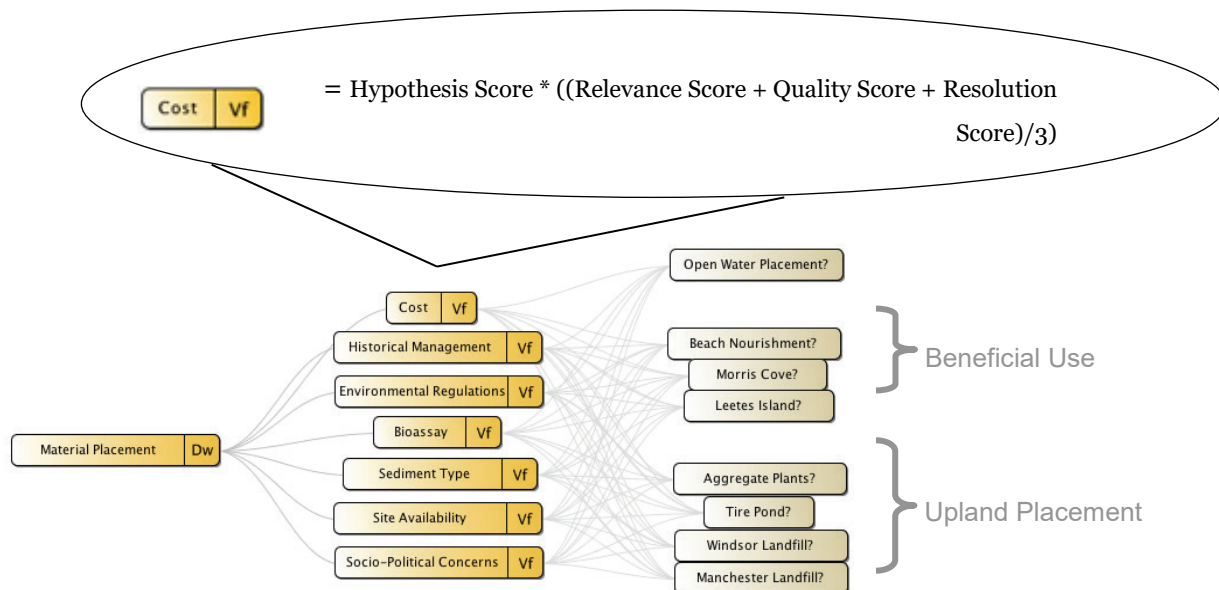 Cost Vf
= Hypothesis Score * ((Relevance Score + Quality Score + Resolution
Score)/3)
Open Water Placement?
Cost Vf
Historical Management Vf
Beach Nourishment?
Beneficial Use
Morris Cove?
Environmental Regulations Vf
Leetes Island?
Bioassay Vf
Material Placement Dw
Sediment Type Vf
Aggregate Plants?
Tire Pond?
Upland Placement
Site Availability Vf
Windsor Landfill?
Socio-Political Concerns Vf
Manchester Landfill?